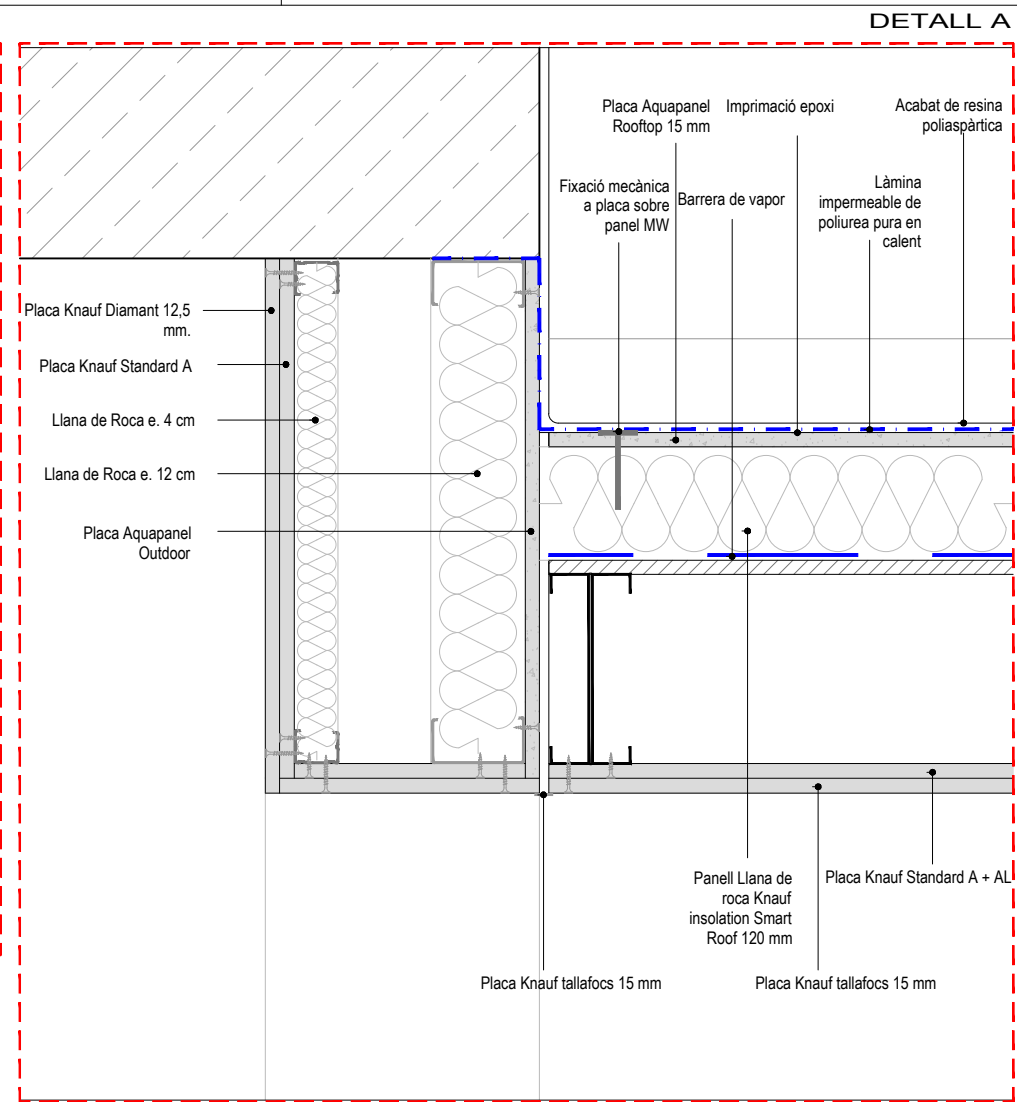 DETALL A
Placa Aquapanel
Rooftop 15 mm
Imprimació epoxi
Acabat de resina
poliaspàrtica
Fixació mecànica
a placa sobre
panel MW
Barrera de vapor
Làmina
impermeable de
poliurea pura en
calent
Placa Knauf Diamant 12,5
mm.
Placa Knauf Standard A
Llana de Roca e. 4 cm
Llana de Roca e. 12 cm
Placa Aquapanel
Outdoor
Panell Llana de
roca Knauf
insolation Smart
Roof 120 mm
Placa Knauf Standard A + AL
Placa Knauf tallafocs 15 mm
Placa Knauf tallafocs 15 mm